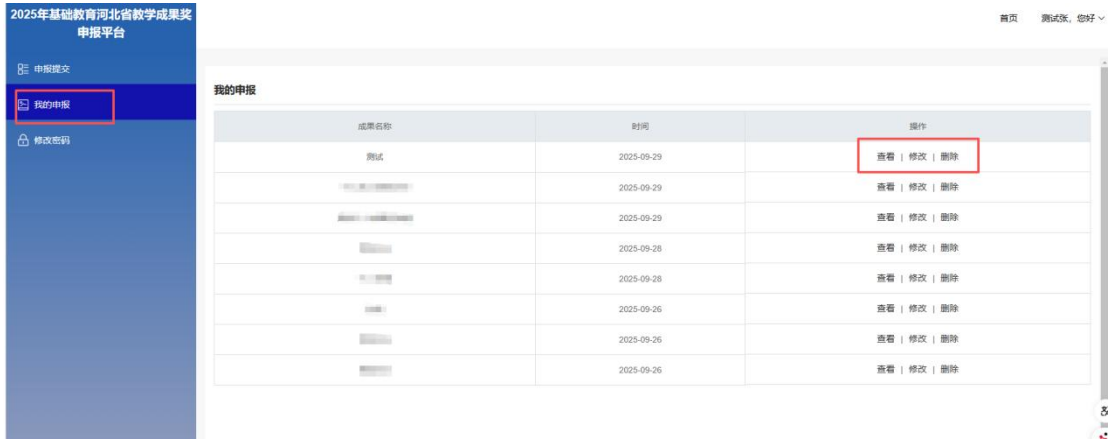 2025年基础教育河北省教学成果奖
申报平台
首页 测试张，您好
申报提交
我的申报
修改密码
我的申报
成果名称 时间 操作
测试 2025-09-29 查看 | 修改 | 删除
2025-09-29 查看 | 修改 | 删除
2025-09-29 查看 | 修改 | 删除
2025-09-28 查看 | 修改 | 删除
2025-09-28 查看 | 修改 | 删除
2025-09-26 查看 | 修改 | 删除
2025-09-26 查看 | 修改 | 删除
2025-09-26 查看 | 修改 | 删除